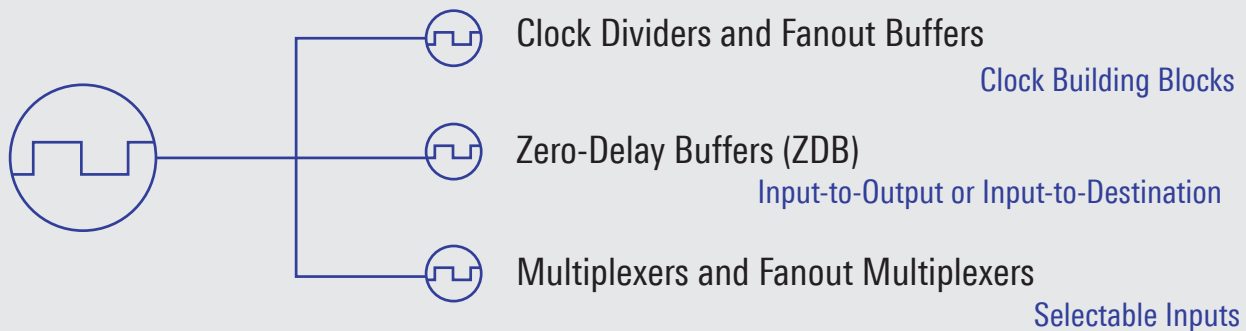 Clock Dividers and Fanout Buffers
Clock Building Blocks
Zero-Delay Buffers (ZDB)
Input-to-Output or Input-to-Destination
Multiplexers and Fanout Multiplexers
Selectable Inputs